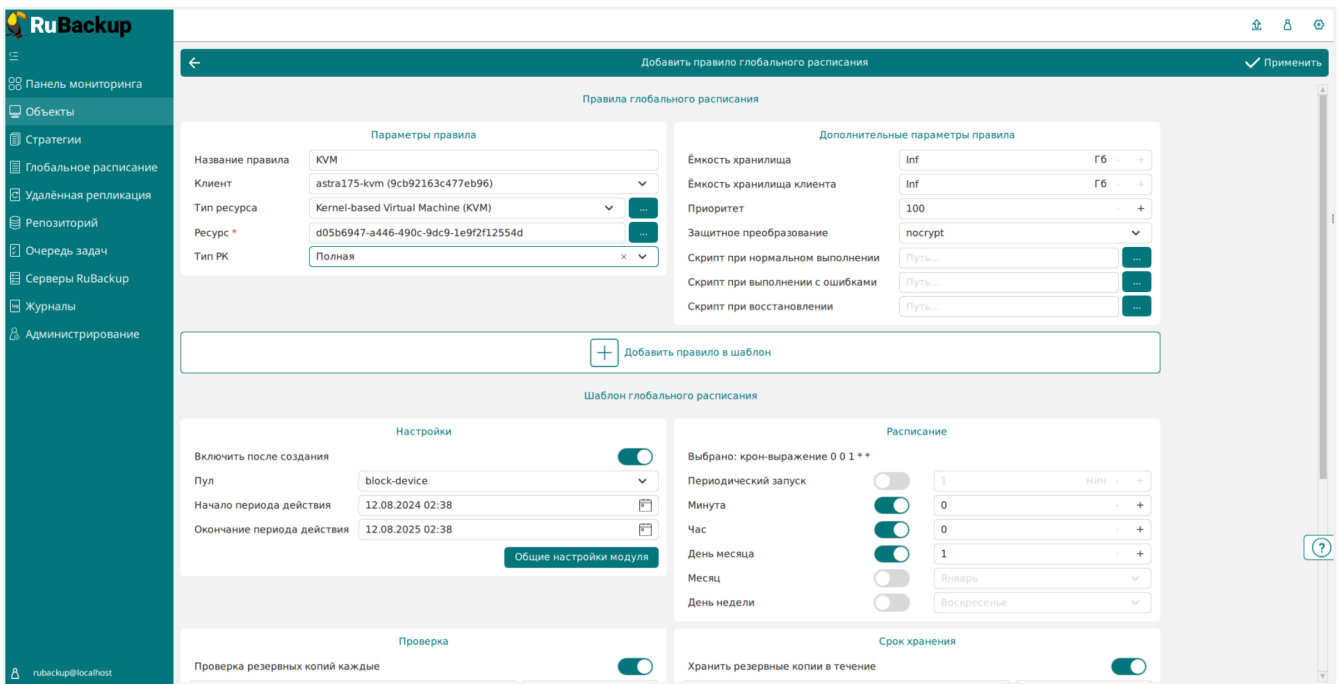 RuBackup
Панель мониторинга
Объекты
Стратегии
Глобальное расписание
Удалённая репликация
Репозиторий
Очередь задач
Серверы RuBackup
Журналы
Администрирование
rubackup@localhost
Добавить правило глобального расписания
Применить
Правила глобального расписания
Параметры правила
Название правила KVM
Клиент astra175-kvm (9cb92163c477eb96)
Тип ресурса Kernel-based Virtual Machine (KVM) ...
Ресурс * d05b6947-a446-490c-9dc9-1e9f2f12554d ...
Тип РК Полная ×
Дополнительные параметры правила
Ёмкость хранилища Inf Гб - +
Ёмкость хранилища клиента Inf Гб - +
Приоритет 100 - +
Защитное преобразование nocrypt
Скрипт при нормальном выполнении Путь... ...
Скрипт при выполнении с ошибками Путь... ...
Скрипт при восстановлении Путь... ...
+ Добавить правило в шаблон
Шаблон глобального расписания
Настройки
Включить после создания
Пул block-device
Начало периода действия 12.08.2024 02:38
Окончание периода действия 12.08.2025 02:38
Общие настройки модуля
Расписание
Выбрано: крон-выражение 0 0 1 * *
Периодический запуск 1 мин - +
Минута 0 - +
Час 0 - +
День месяца 1 - +
Месяц Январь
День недели Воскресенье
?
Проверка
Проверка резервных копий каждые
Срок хранения
Хранить резервные копии в течение